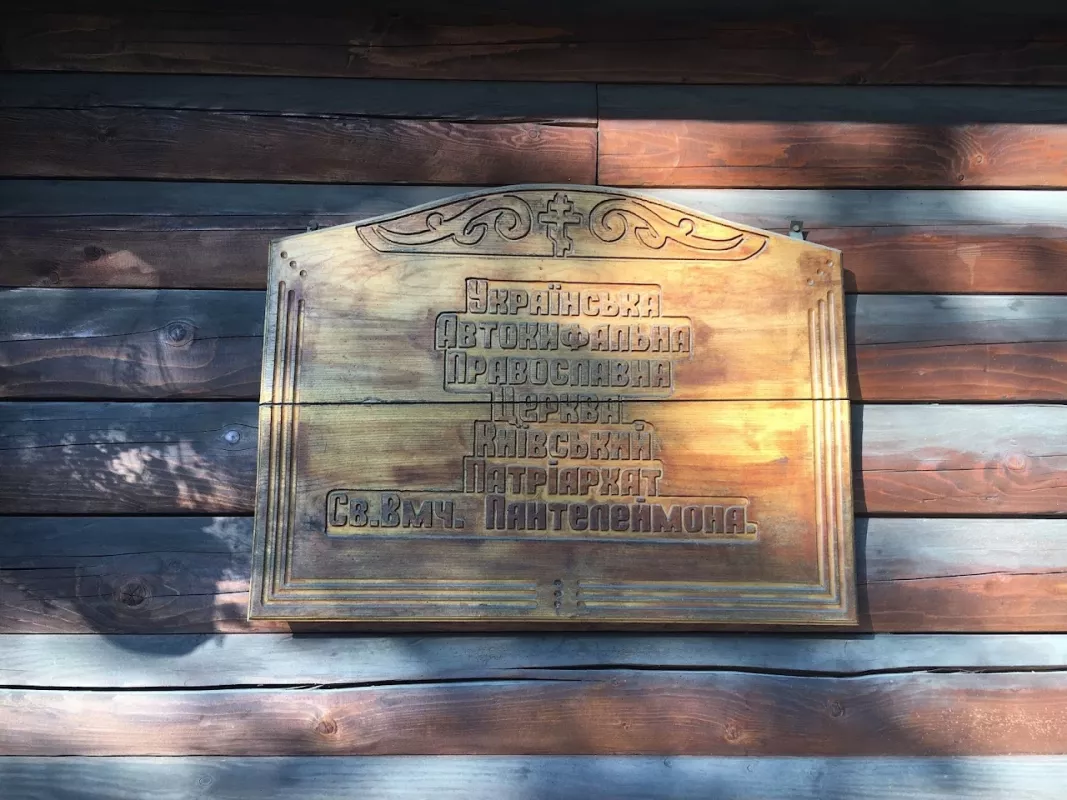 Українська
Автокифальна
Православна
Церква.
Київський
Патріархат
Св.Вмч. Пантелеймона.